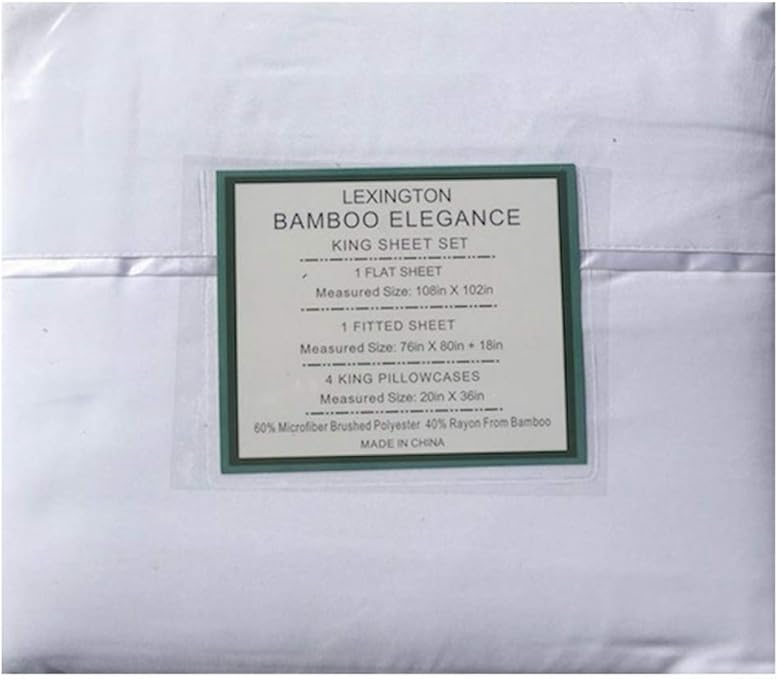 LEXINGTON
BAMBOO ELEGANCE
KING SHEET SET
1 FLAT SHEET
Measured Size: 108in X 102in
1 FITTED SHEET
Measured Size: 76in X 80in + 18in
4 KING PILLOWCASES
Measured Size: 20in X 36in
60% Microfiber Brushed Polyester 40% Rayon From Bamboo
MADE IN CHINA